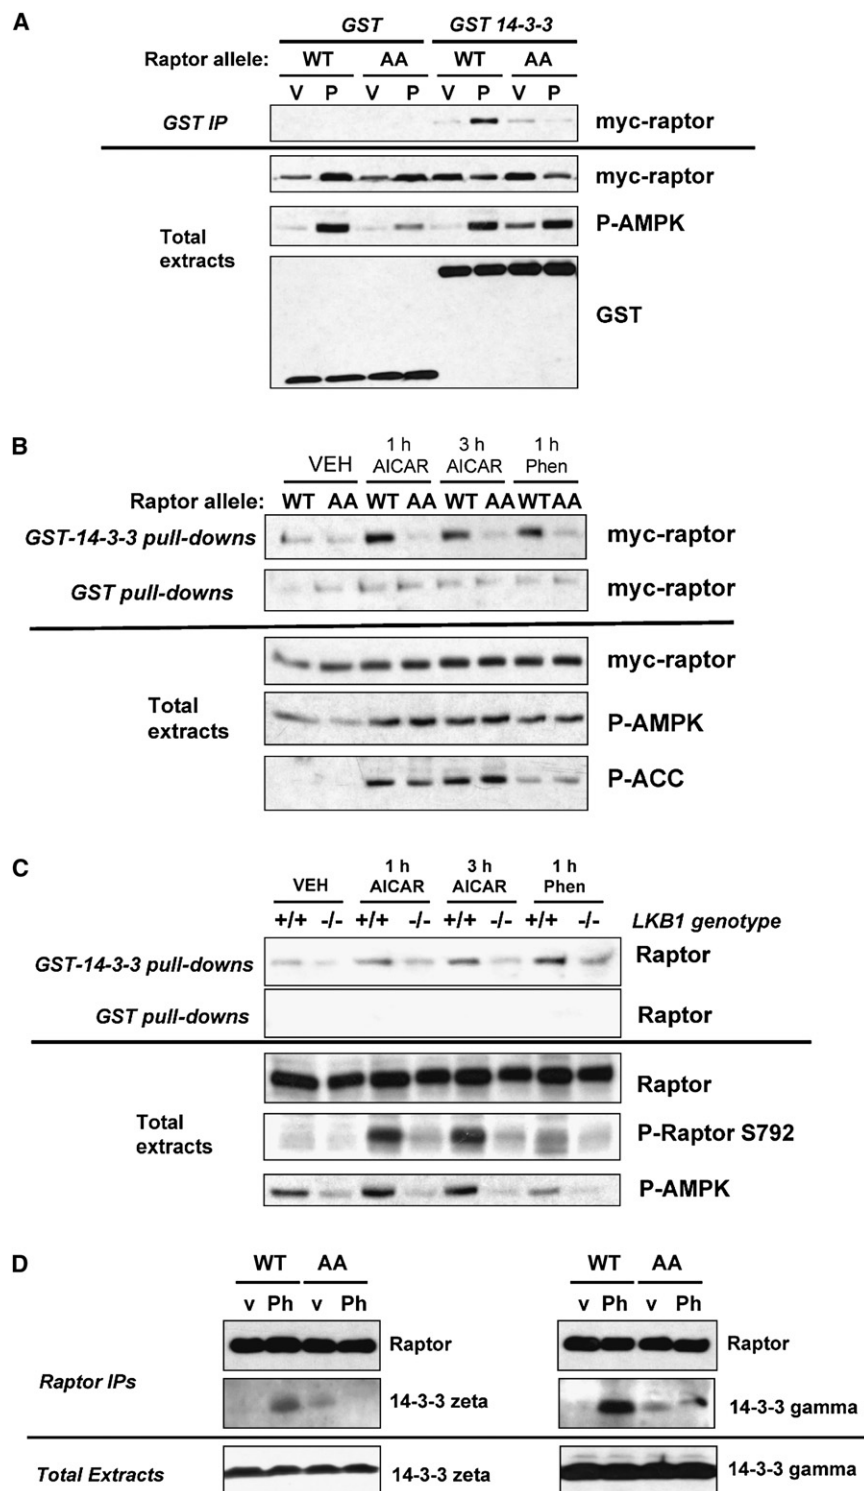 A
GST GST 14-3-3
Raptor allele: WT AA WT AA
V P V P V P V P
GST IP myc-raptor
myc-raptor
P-AMPK
Total
extracts
GST
B
VEH 1 h AICAR 3 h AICAR 1 h Phen
Raptor allele: WT AA WT AA WT AA WT AA
GST-14-3-3 pull-downs myc-raptor
GST pull-downs myc-raptor
myc-raptor
Total
extracts
P-AMPK
P-ACC
C
VEH 1 h AICAR 3 h AICAR 1 h Phen
+/+ -/- +/+ -/- +/+ -/- +/+ -/- LKB1 genotype
GST-14-3-3 pull-downs Raptor
GST pull-downs Raptor
Raptor
Total
extracts
P-Raptor S792
P-AMPK
D
WT AA WT AA
v Ph v Ph v Ph v Ph
Raptor Raptor
Raptor IPs
14-3-3 zeta 14-3-3 gamma
Total Extracts 14-3-3 zeta 14-3-3 gamma